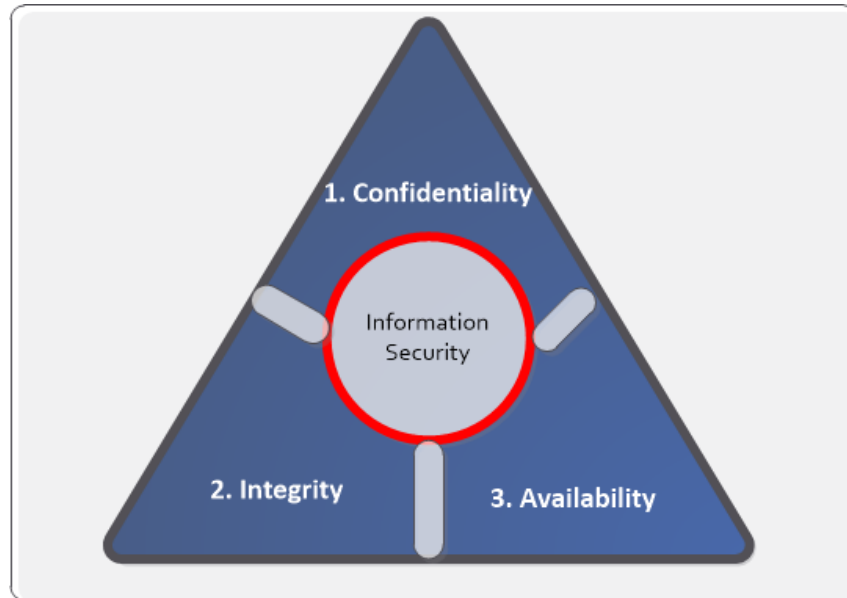 1. Confidentiality
Information
Security
2. Integrity
3. Availability